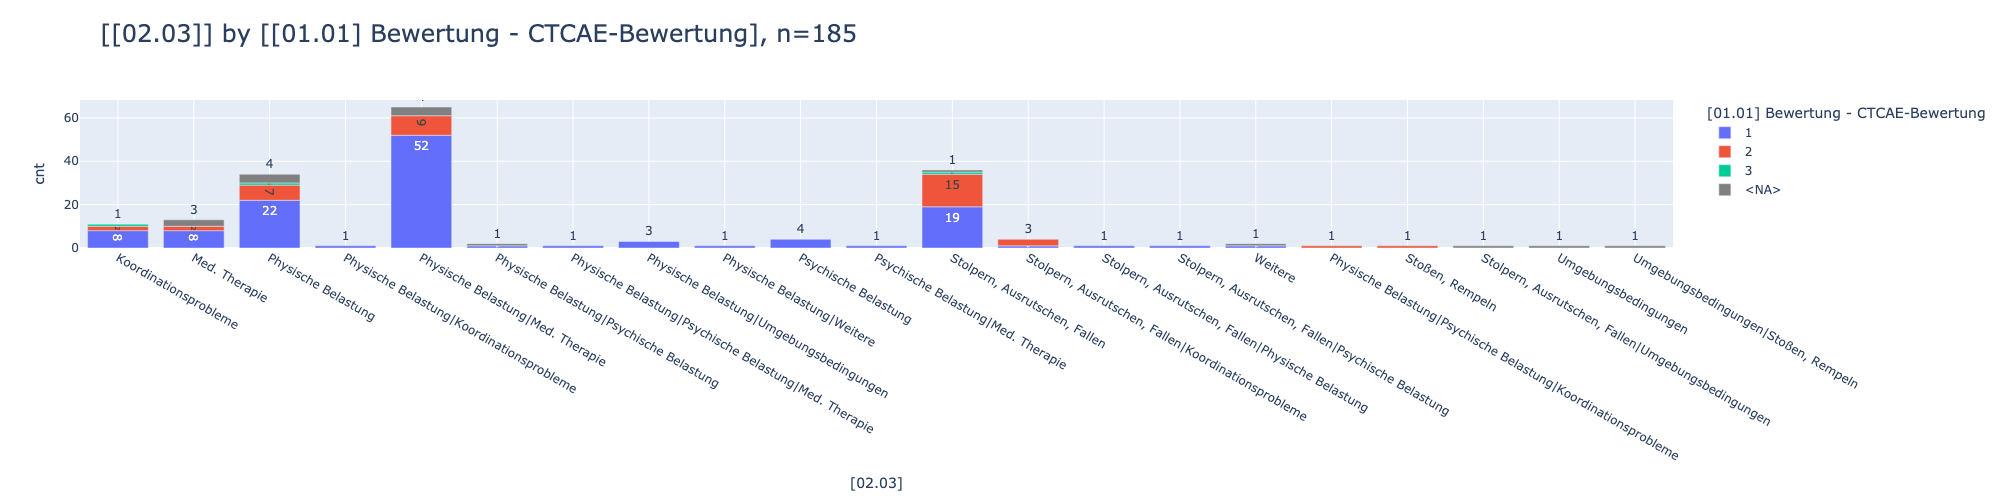 [[02.03]] by [[01.01] Bewertung - CTCAE-Bewertung], n=185
cnt
60
40
20
0
1
8
3
8
4
7
22
1
9
52
1
1
3
1
4
1
1
15
19
3
1
1
1
1
1
1
1
1
Koordinationsprobleme
Med. Therapie
Physische Belastung
Physische Belastung|Koordinationsprobleme
Physische Belastung|Med. Therapie
Physische Belastung|Psychische Belastung
Physische Belastung|Psychische Belastung|Med. Therapie
Physische Belastung|Umgebungsbedingungen
Physische Belastung|Weitere
Psychische Belastung
Psychische Belastung|Med. Therapie
Stolpern, Ausrutschen, Fallen
Stolpern, Ausrutschen, Fallen|Koordinationsprobleme
Stolpern, Ausrutschen, Fallen|Physische Belastung
Stolpern, Ausrutschen, Fallen|Psychische Belastung
Weitere
Physische Belastung|Psychische Belastung|Koordinationsprobleme
Stoßen, Rempeln
Stolpern, Ausrutschen, Fallen|Umgebungsbedingungen
Umgebungsbedingungen
Umgebungsbedingungen|Stoßen, Rempeln
[02.03]
[01.01] Bewertung - CTCAE-Bewertung
1
2
3
<NA>